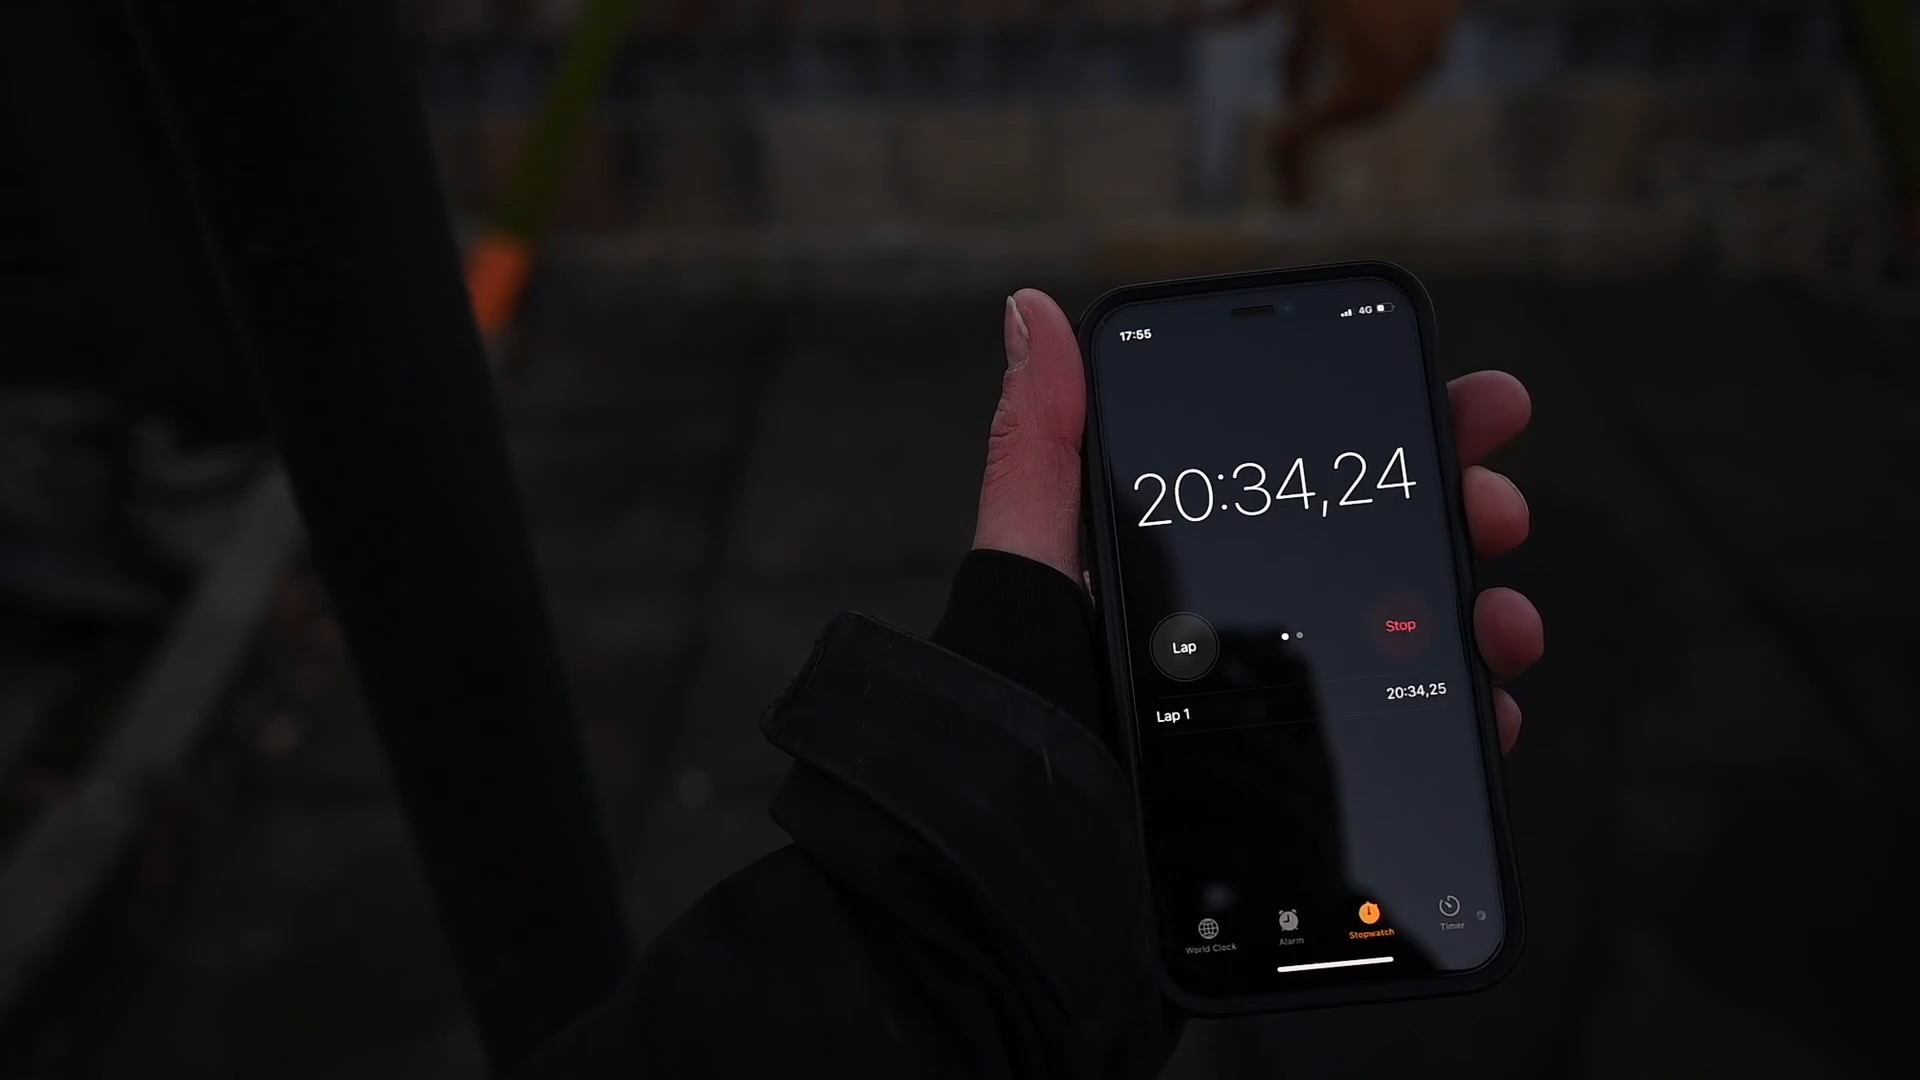 17:55
4G
20:34,24
Lap
Stop
Lap 1
20:34,25
World Clock
Alarm
Stopwatch
Timer